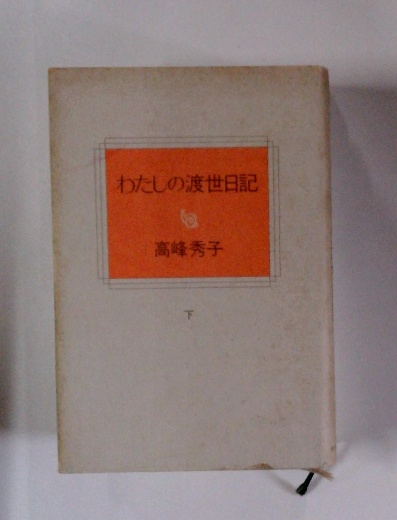 わたしの渡世日記
高峰秀子
下